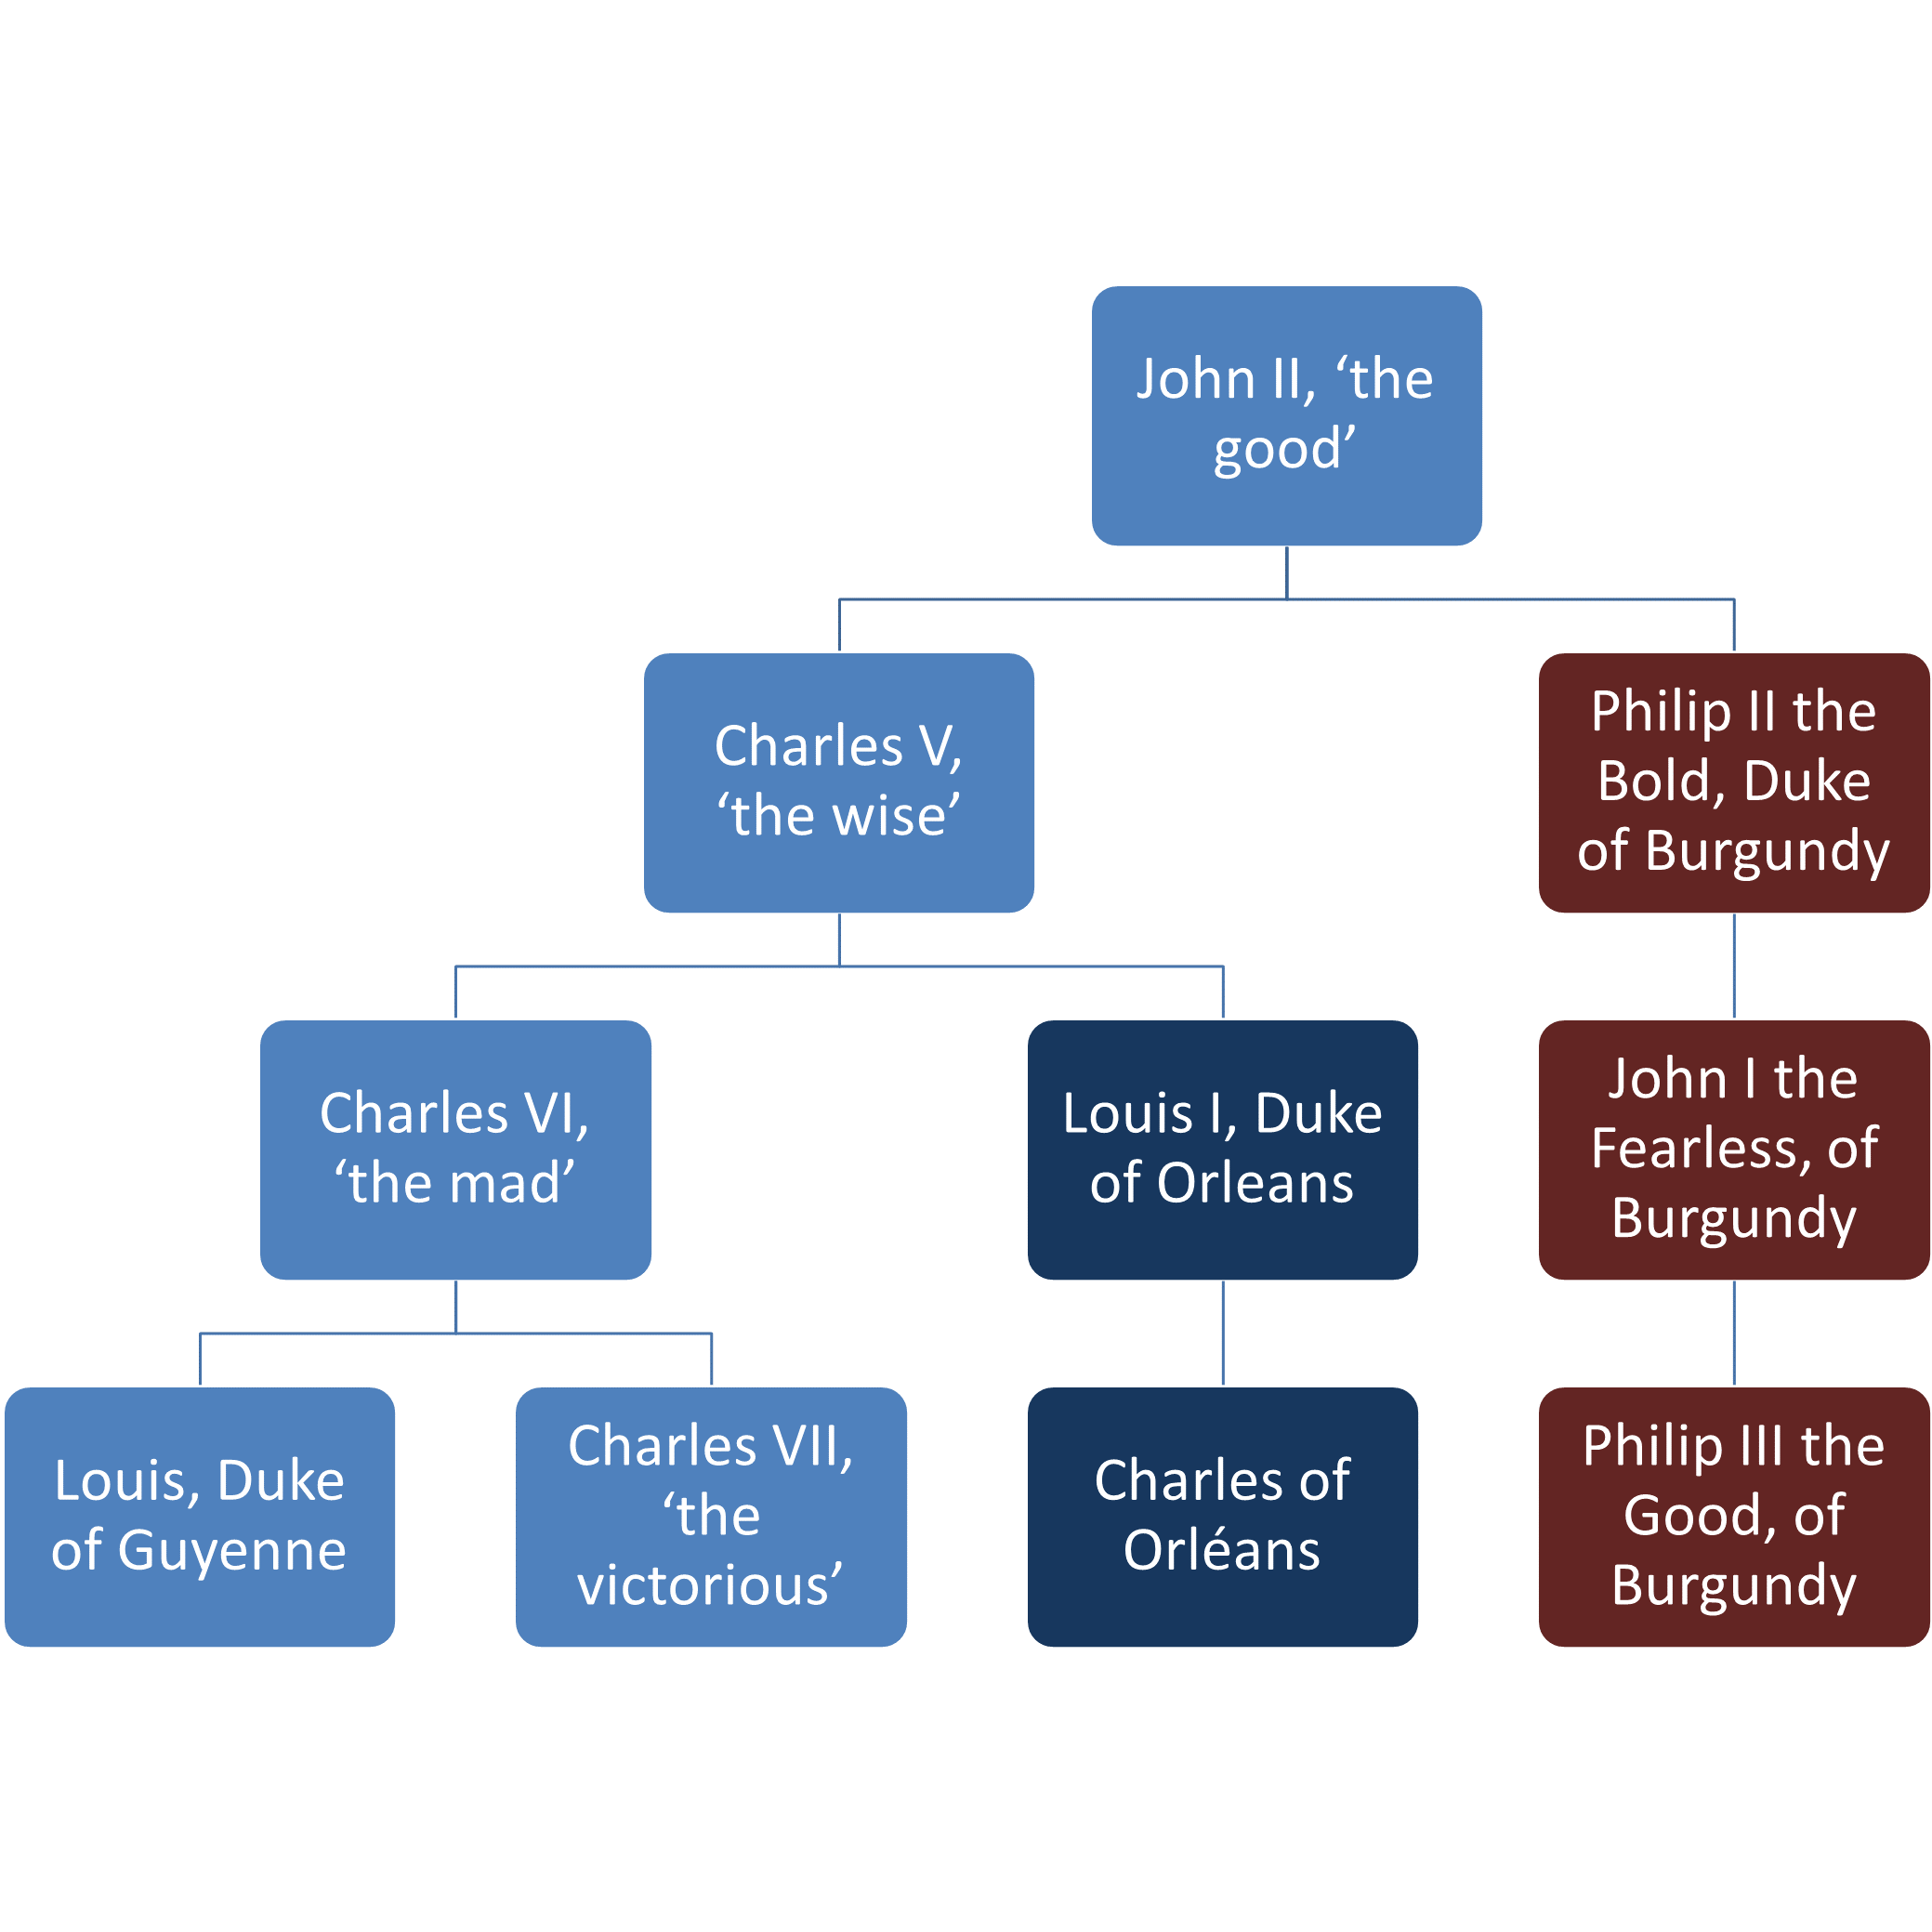 John II, ‘the
good’
Charles V,
‘the wise’
Philip II the
Bold, Duke
of Burgundy
Charles VI,
‘the mad’
Louis I, Duke
of Orleans
John I the
Fearless, of
Burgundy
Louis, Duke
of Guyenne
Charles VII,
‘the
victorious’
Charles of
Orléans
Philip III the
Good, of
Burgundy